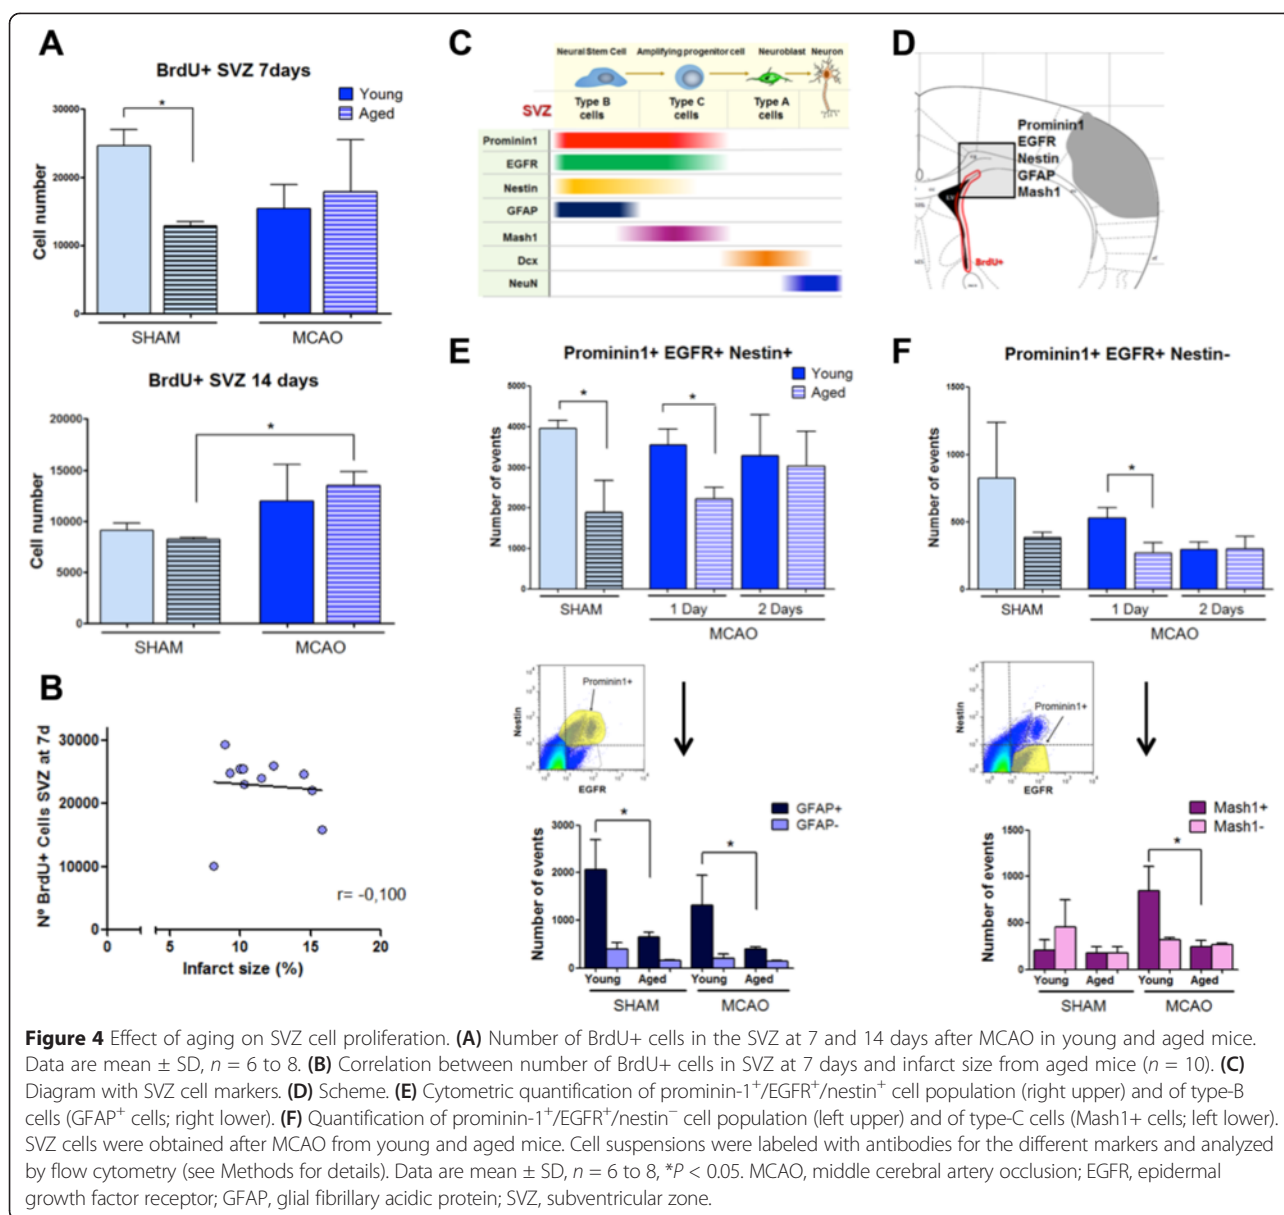 A
BrdU+ SVZ 7days
Young
Aged
Cell number
30000
20000
10000
0
*
SHAM
MCAO
BrdU+ SVZ 14 days
Cell number
20000
15000
10000
5000
0
*
SHAM
MCAO
B
Nº BrdU+ Cells SVZ at 7d
30000
20000
10000
0
0
5
10
15
20
r= -0,100
Infarct size (%)
C
Neural Stem Cell
Amplifying progenitor cell
Neuroblast
Neuron
SVZ
Type B cells
Type C cells
Type A cells
Prominin1
EGFR
Nestin
GFAP
Mash1
Dcx
NeuN
D
Prominin1
EGFR
Nestin
GFAP
Mash1
BrdU+
E
Prominin1+ EGFR+ Nestin+
Young
Aged
Number of events
5000
4000
3000
2000
1000
0
*
*
SHAM
1 Day
2 Days
MCAO
Nestin
Prominin1+
EGFR
GFAP+
GFAP-
Number of events
3000
2000
1000
0
*
*
Young
Aged
Young
Aged
SHAM
MCAO
F
Prominin1+ EGFR+ Nestin-
Number of events
1500
1000
500
0
*
SHAM
1 Day
2 Days
MCAO
Nestin
Prominin1+
EGFR
Mash1+
Mash1-
Number of events
1500
1000
500
0
*
Young
Aged
Young
Aged
SHAM
MCAO
Figure 4 Effect of aging on SVZ cell proliferation. (A) Number of BrdU+ cells in the SVZ at 7 and 14 days after MCAO in young and aged mice.
Data are mean ± SD, n = 6 to 8. (B) Correlation between number of BrdU+ cells in SVZ at 7 days and infarct size from aged mice (n = 10). (C)
Diagram with SVZ cell markers. (D) Scheme. (E) Cytometric quantification of prominin-1⁺/EGFR⁺/nestin⁺ cell population (right upper) and of type-B
cells (GFAP⁺ cells; right lower). (F) Quantification of prominin-1⁺/EGFR⁺/nestin⁻ cell population (left upper) and of type-C cells (Mash1+ cells; left lower).
SVZ cells were obtained after MCAO from young and aged mice. Cell suspensions were labeled with antibodies for the different markers and analyzed
by flow cytometry (see Methods for details). Data are mean ± SD, n = 6 to 8, *P < 0.05. MCAO, middle cerebral artery occlusion; EGFR, epidermal
growth factor receptor; GFAP, glial fibrillary acidic protein; SVZ, subventricular zone.